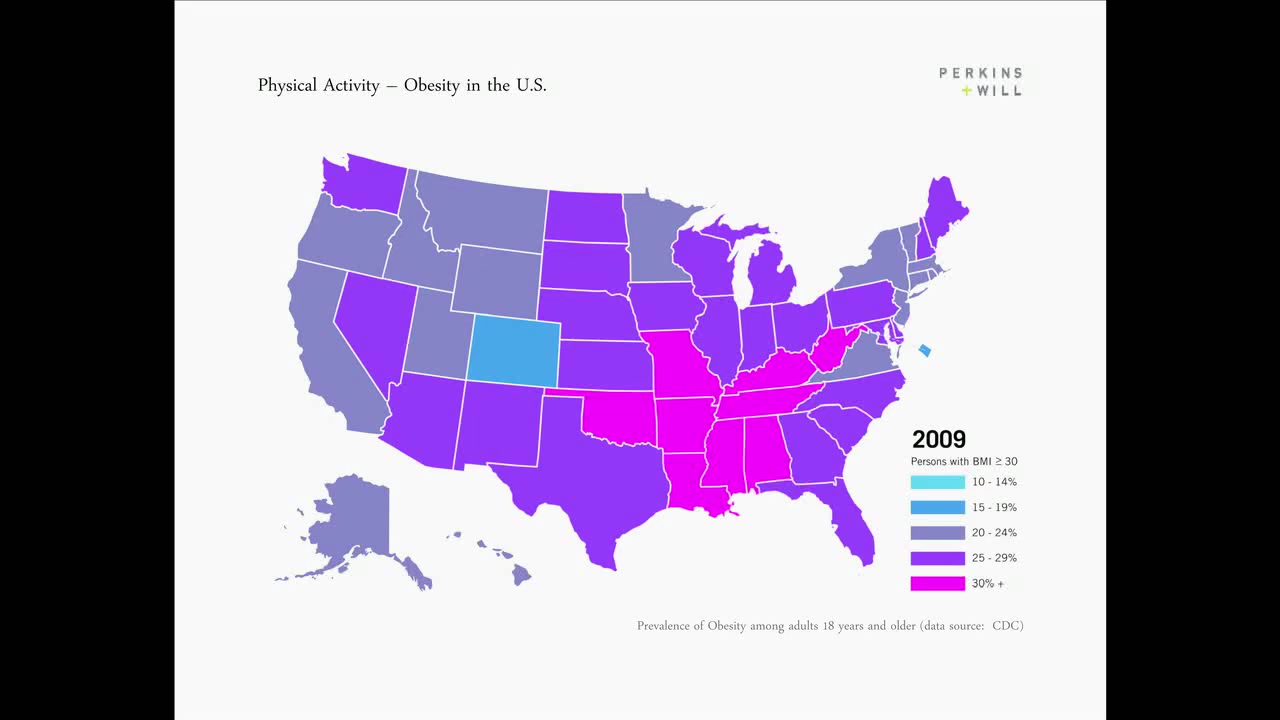 Physical Activity – Obesity in the U.S.
PERKINS
+WILL
2009
Persons with BMI ≥ 30
10 - 14%
15 - 19%
20 - 24%
25 - 29%
30% +
Prevalence of Obesity among adults 18 years and older (data source: CDC)